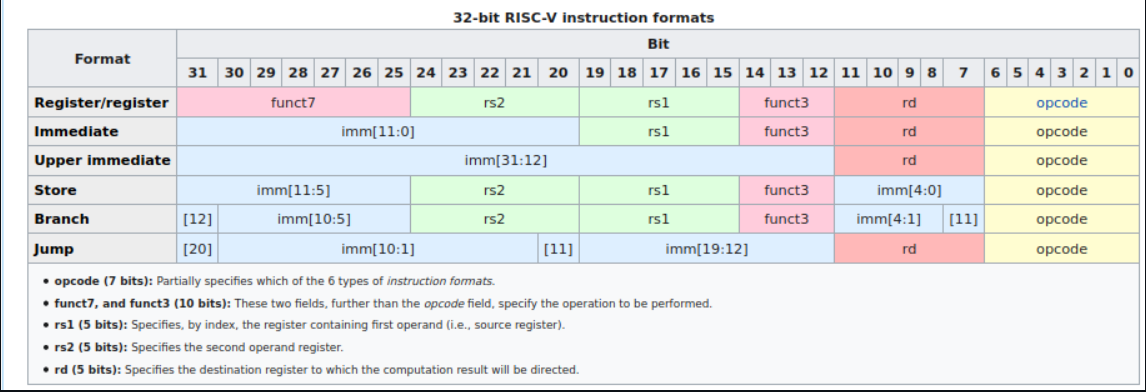 32-bit RISC-V instruction formats
Format Bit
31 30 29 28 27 26 25 24 23 22 21 20 19 18 17 16 15 14 13 12 11 10 9 8 7 6 5 4 3 2 1 0
Register/register funct7 rs2 rs1 funct3 rd opcode
Immediate imm[11:0] rs1 funct3 rd opcode
Upper immediate imm[31:12] rd opcode
Store imm[11:5] rs2 rs1 funct3 imm[4:0] opcode
Branch [12] imm[10:5] rs2 rs1 funct3 imm[4:1] [11] opcode
Jump [20] imm[10:1] [11] imm[19:12] rd opcode
• opcode (7 bits): Partially specifies which of the 6 types of instruction formats.
• funct7, and funct3 (10 bits): These two fields, further than the opcode field, specify the operation to be performed.
• rs1 (5 bits): Specifies, by index, the register containing first operand (i.e., source register).
• rs2 (5 bits): Specifies the second operand register.
• rd (5 bits): Specifies the destination register to which the computation result will be directed.